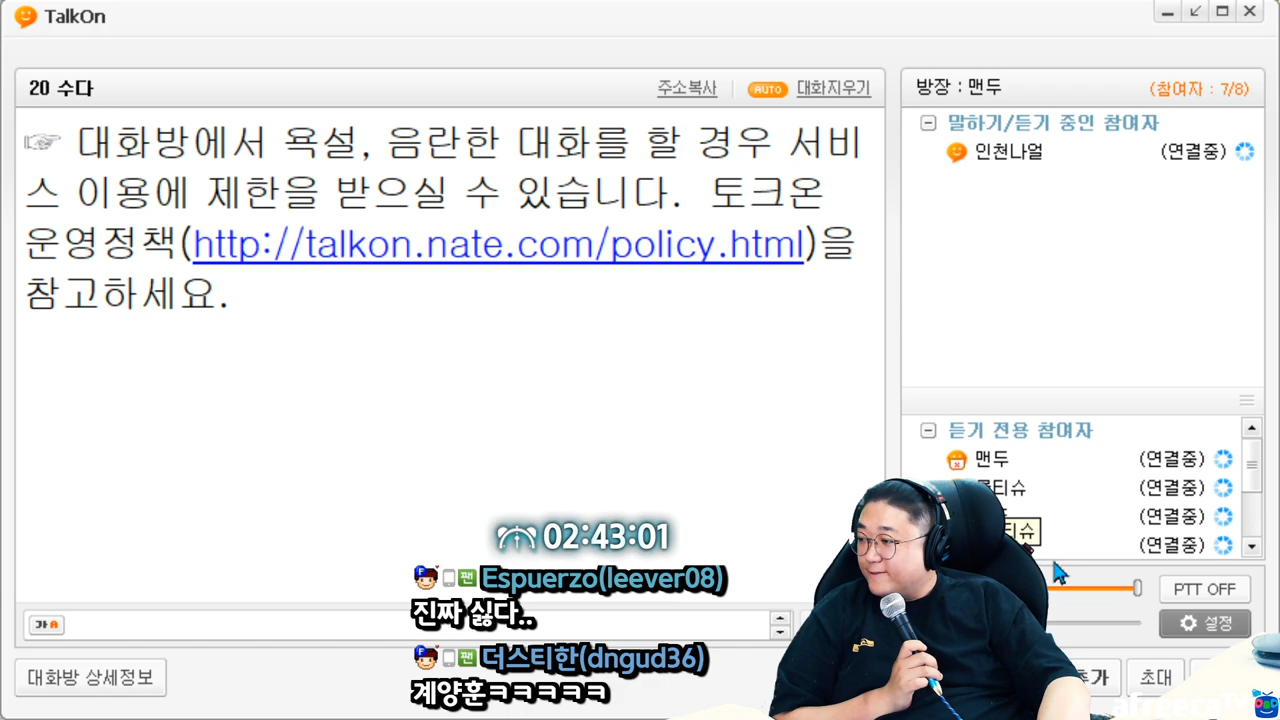 TalkOn
20 수다
주소복사
AUTO
대화지우기
☞ 대화방에서 욕설, 음란한 대화를 할 경우 서비
스 이용에 제한을 받으실 수 있습니다. 토크온
운영정책(http://talkon.nate.com/policy.html)을
참고하세요.
방장 : 맨두
(참여자 : 7/8)
말하기/듣기 중인 참여자
인천나얼 (연결중)
듣기 전용 참여자
맨두 (연결중)
(연결중)
(연결중)
(연결중)
02:43:01
F 팬 Espuerzo(leever08)
진짜 싫다..
F 팬 더스티한(dngud36)
계양훈ㅋㅋㅋㅋㅋ
가A
PTT OFF
설정
대화방 상세정보
초대
afreecaTV